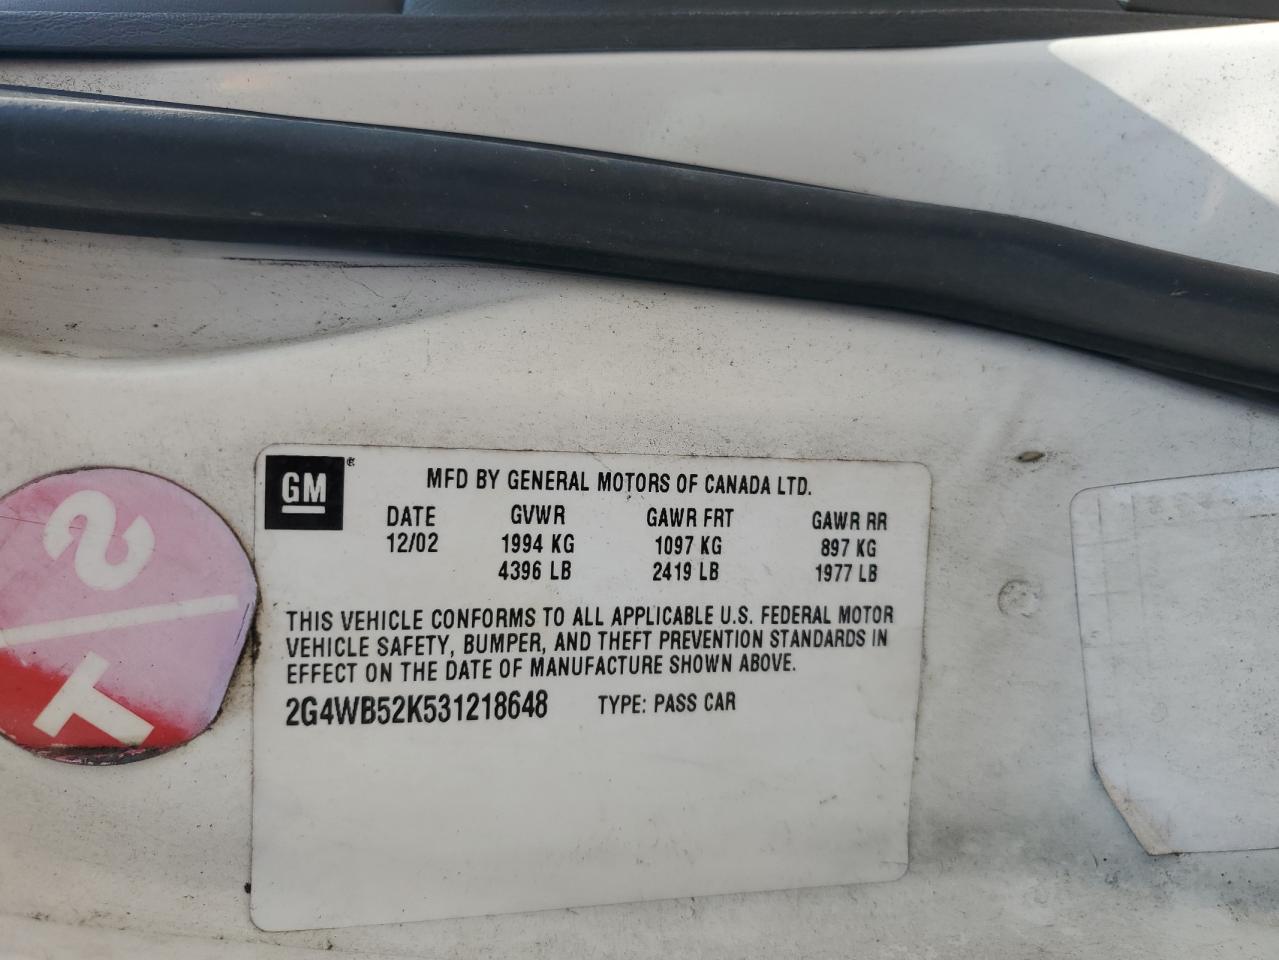 GM®
MFD BY GENERAL MOTORS OF CANADA LTD.
DATE GVWR GAWR FRT GAWR RR
12/02 1994 KG 1097 KG 897 KG
4396 LB 2419 LB 1977 LB
THIS VEHICLE CONFORMS TO ALL APPLICABLE U.S. FEDERAL MOTOR
VEHICLE SAFETY, BUMPER, AND THEFT PREVENTION STANDARDS IN
EFFECT ON THE DATE OF MANUFACTURE SHOWN ABOVE.
2G4WB52K531218648 TYPE: PASS CAR
T/2